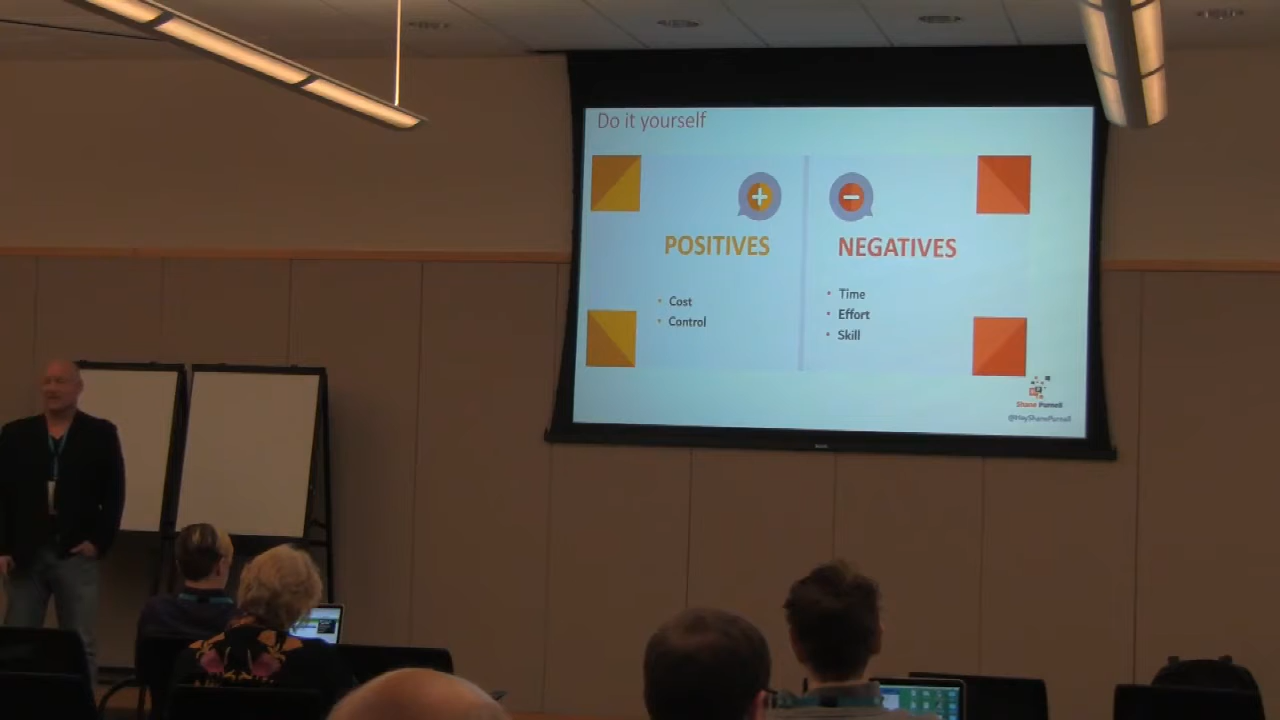 Do it yourself
POSITIVES
• Cost
• Control
NEGATIVES
• Time
• Effort
• Skill
Shane Purnell
@HeyShanePurnell